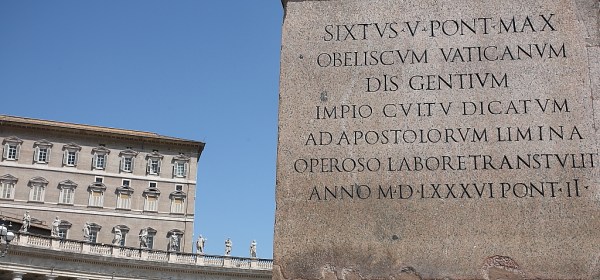 SIXTVS·V·PONT·MAX
OBELISCVM VATICANVM
DIS GENTIVM
IMPIO CVLTV DICATVM
AD APOSTOLORVM LIMINA
OPEROSO LABORE TRANSTVLIT
ANNO M·D·LXXXVI PONT·II